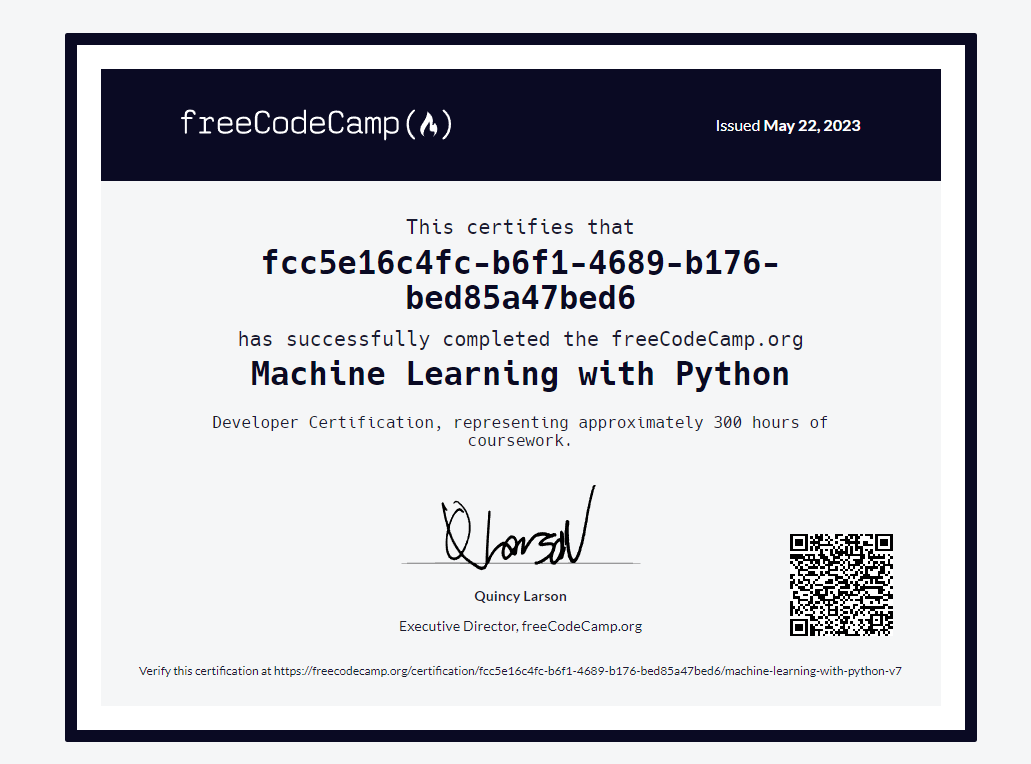 freeCodeCamp
Issued May 22, 2023
This certifies that
fcc5e16c4fc-b6f1-4689-b176-
bed85a47bed6
has successfully completed the freeCodeCamp.org
Machine Learning with Python
Developer Certification, representing approximately 300 hours of
coursework.
Q Larson
Quincy Larson
Executive Director, freeCodeCamp.org
Verify this certification at https://freecodecamp.org/certification/fcc5e16c4fc-b6f1-4689-b176-bed85a47bed6/machine-learning-with-python-v7